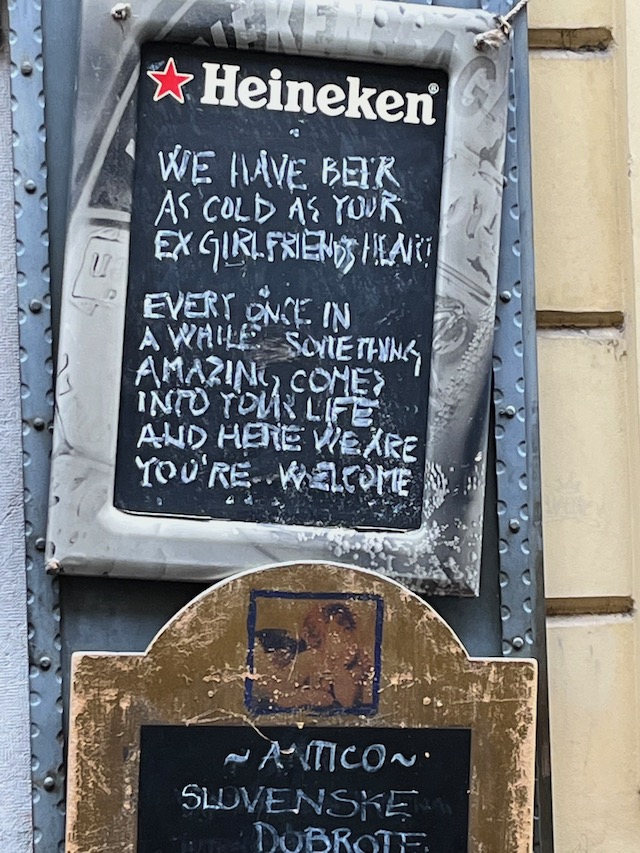 Heineken®
WE HAVE BEER
AS COLD AS YOUR
EX GIRLFRIENDS HEART
EVERY ONCE IN
A WHILE SOMETHING
AMAZING COMES
INTO YOUR LIFE
AND HERE WE ARE
YOU'RE WELCOME
~ANTICO~
SLOVENSKE
DOBROTE